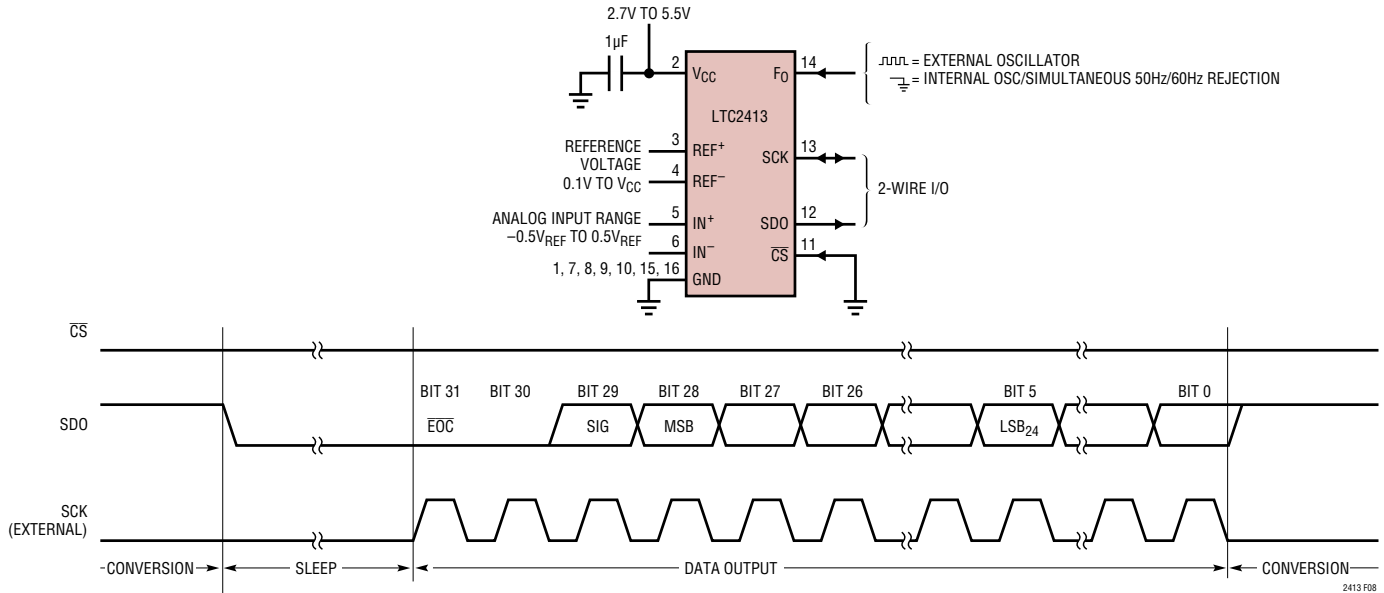 2.7V TO 5.5V
1µF
2
VCC
FO
14
= EXTERNAL OSCILLATOR
= INTERNAL OSC/SIMULTANEOUS 50Hz/60Hz REJECTION
LTC2413
REFERENCE
VOLTAGE
0.1V TO VCC
3
REF+
4
REF–
SCK
13
2-WIRE I/O
ANALOG INPUT RANGE
–0.5VREF TO 0.5VREF
5
IN+
6
IN–
SDO
12
CS
11
1, 7, 8, 9, 10, 15, 16
GND
CS
BIT 31
BIT 30
BIT 29
BIT 28
BIT 27
BIT 26
BIT 5
BIT 0
SDO
EOC
SIG
MSB
LSB24
SCK
(EXTERNAL)
CONVERSION
SLEEP
DATA OUTPUT
CONVERSION
2413 F08